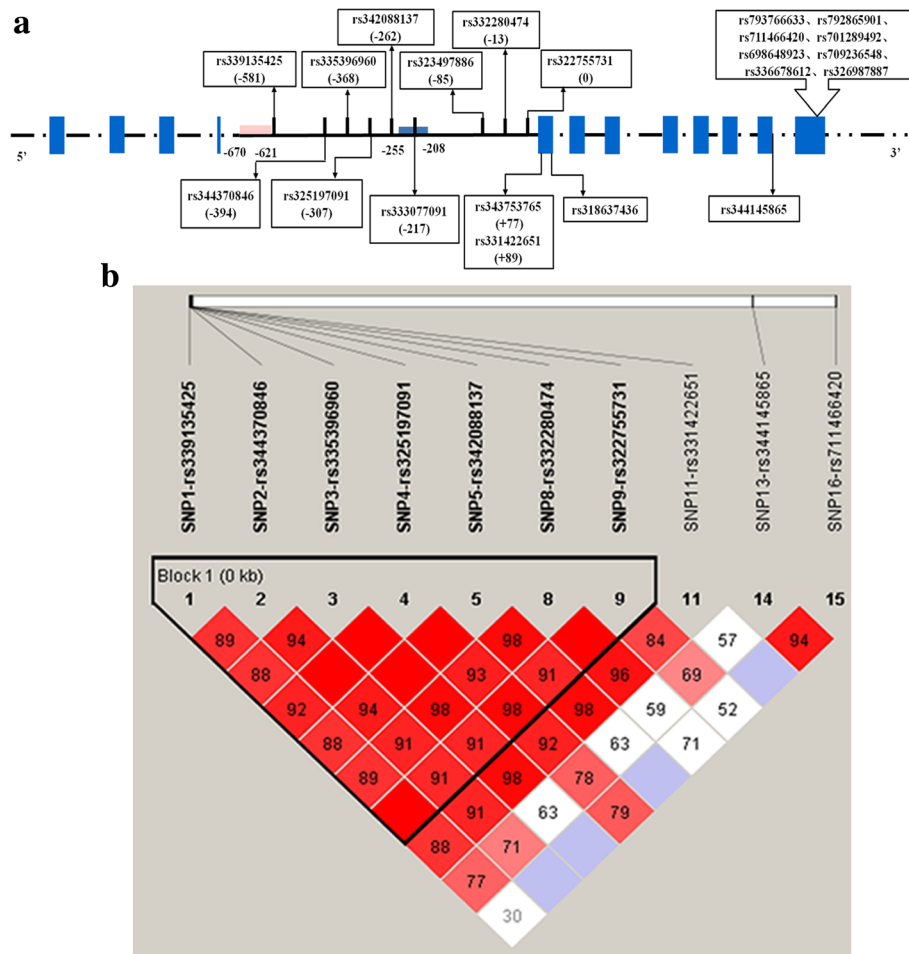 a
rs339135425
(-581)
rs335396960
(-368)
rs342088137
(-262)
rs323497886
(-85)
rs332280474
(-13)
rs322755731
(0)
rs793766633、rs792865901、
rs711466420、rs701289492、
rs698648923、rs709236548、
rs336678612、rs326987887
5’
-670
-621
-255
-208
3’
rs344370846
(-394)
rs325197091
(-307)
rs333077091
(-217)
rs343753765
(+77)
rs331422651
(+89)
rs318637436
rs344145865
b
SNP1-rs339135425
SNP2-rs344370846
SNP3-rs335396960
SNP4-rs325197091
SNP5-rs342088137
SNP8-rs332280474
SNP9-rs322755731
SNP11-rs331422651
SNP13-rs344145865
SNP16-rs711466420
Block 1 (0 kb)
1 2 3 4 5 8 9 11 14 15
89 94 98 84 57 94
88 93 91 96 69
92 94 98 98 98 59 52
88 91 91 92 63 71
89 91 98 78
91 63 79
88 71
77
30